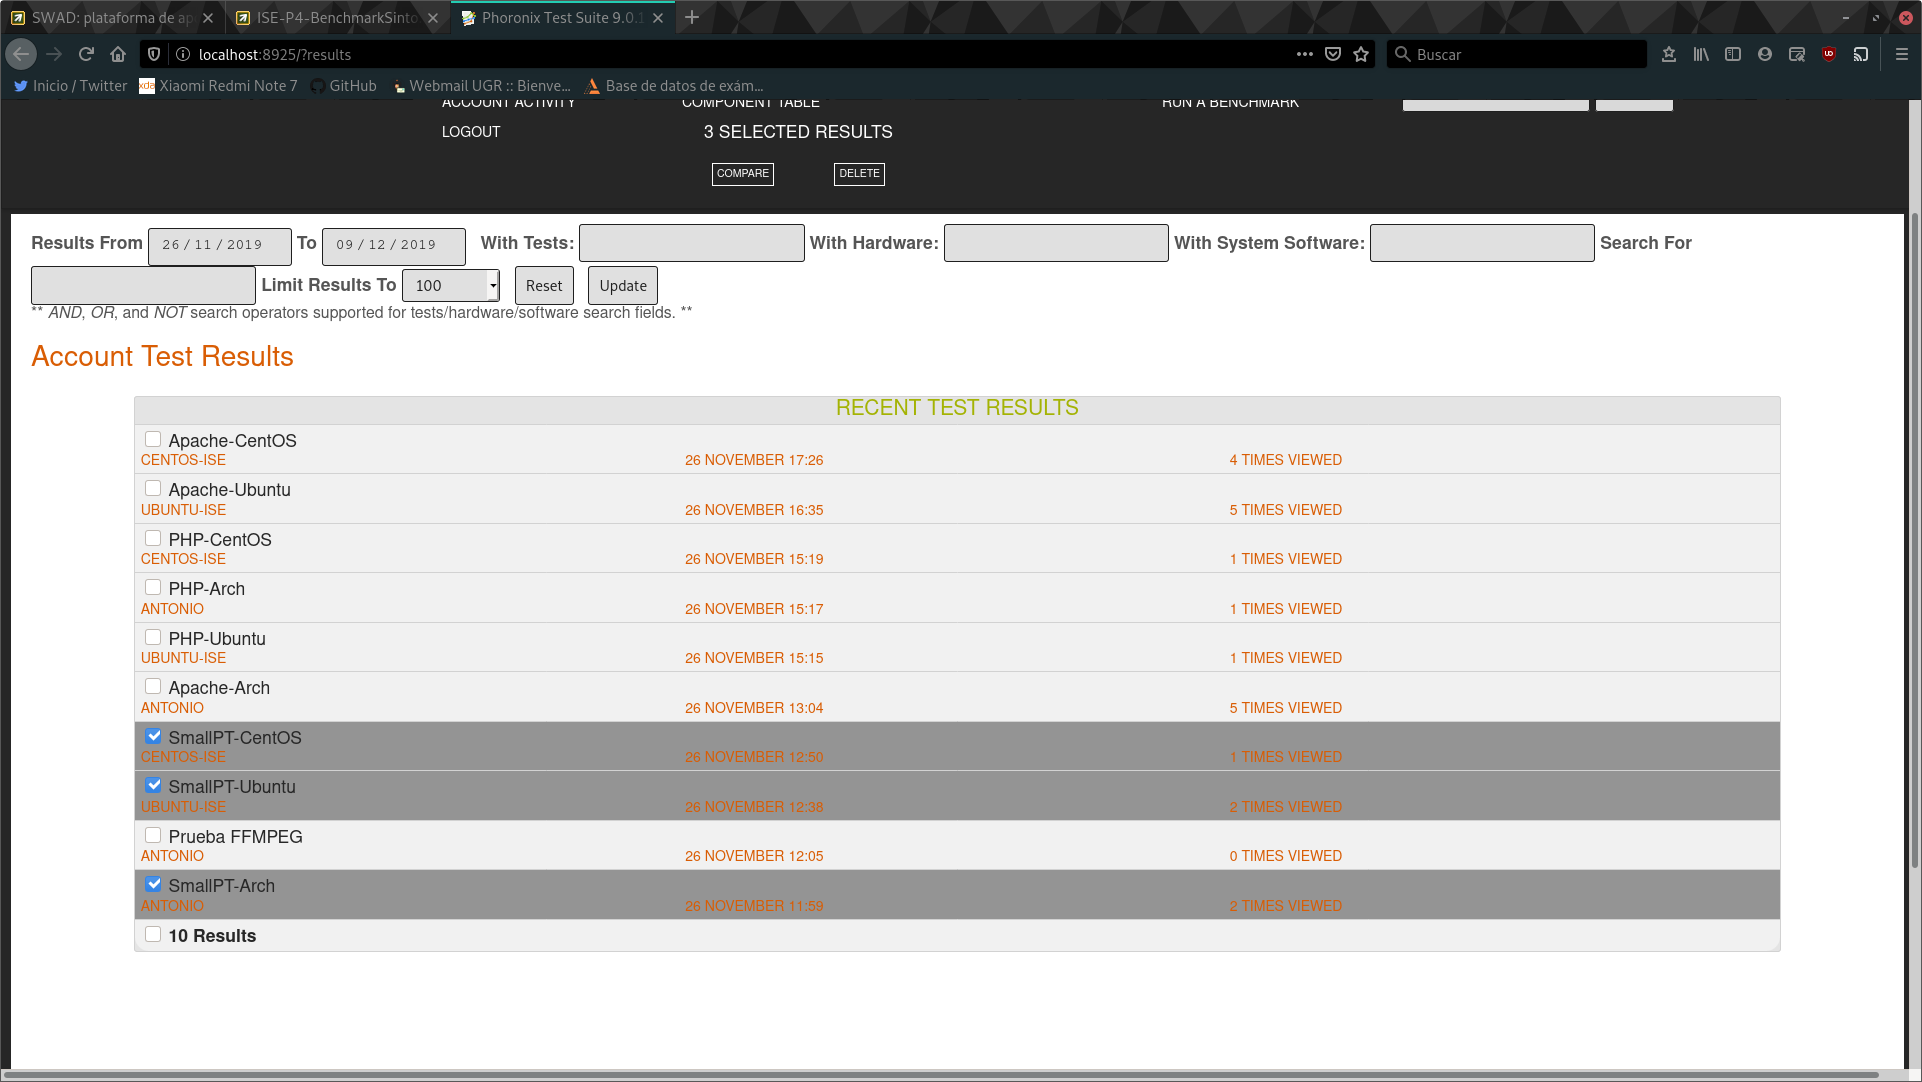 SWAD: plataforma de ap
ISE-P4-BenchmarkSinto
Phoronix Test Suite 9.0.1
localhost:8925/?results
Buscar
Inicio / Twitter
xda
Xiaomi Redmi Note 7
GitHub
Webmail UGR :: Bienve...
Base de datos de exám...
ACCOUNT ACTIVITY
COMPONENT TABLE
RUN A BENCHMARK
LOGOUT
3 SELECTED RESULTS
COMPARE
DELETE
Results From 26 / 11 / 2019 To 09 / 12 / 2019 With Tests: With Hardware: With System Software: Search For
Limit Results To 100 Reset Update
** AND, OR, and NOT search operators supported for tests/hardware/software search fields. **
Account Test Results
RECENT TEST RESULTS
Apache-CentOS
CENTOS-ISE 26 NOVEMBER 17:26 4 TIMES VIEWED
Apache-Ubuntu
UBUNTU-ISE 26 NOVEMBER 16:35 5 TIMES VIEWED
PHP-CentOS
CENTOS-ISE 26 NOVEMBER 15:19 1 TIMES VIEWED
PHP-Arch
ANTONIO 26 NOVEMBER 15:17 1 TIMES VIEWED
PHP-Ubuntu
UBUNTU-ISE 26 NOVEMBER 15:15 1 TIMES VIEWED
Apache-Arch
ANTONIO 26 NOVEMBER 13:04 5 TIMES VIEWED
SmallPT-CentOS
CENTOS-ISE 26 NOVEMBER 12:50 1 TIMES VIEWED
SmallPT-Ubuntu
UBUNTU-ISE 26 NOVEMBER 12:38 2 TIMES VIEWED
Prueba FFMPEG
ANTONIO 26 NOVEMBER 12:05 0 TIMES VIEWED
SmallPT-Arch
ANTONIO 26 NOVEMBER 11:59 2 TIMES VIEWED
10 Results